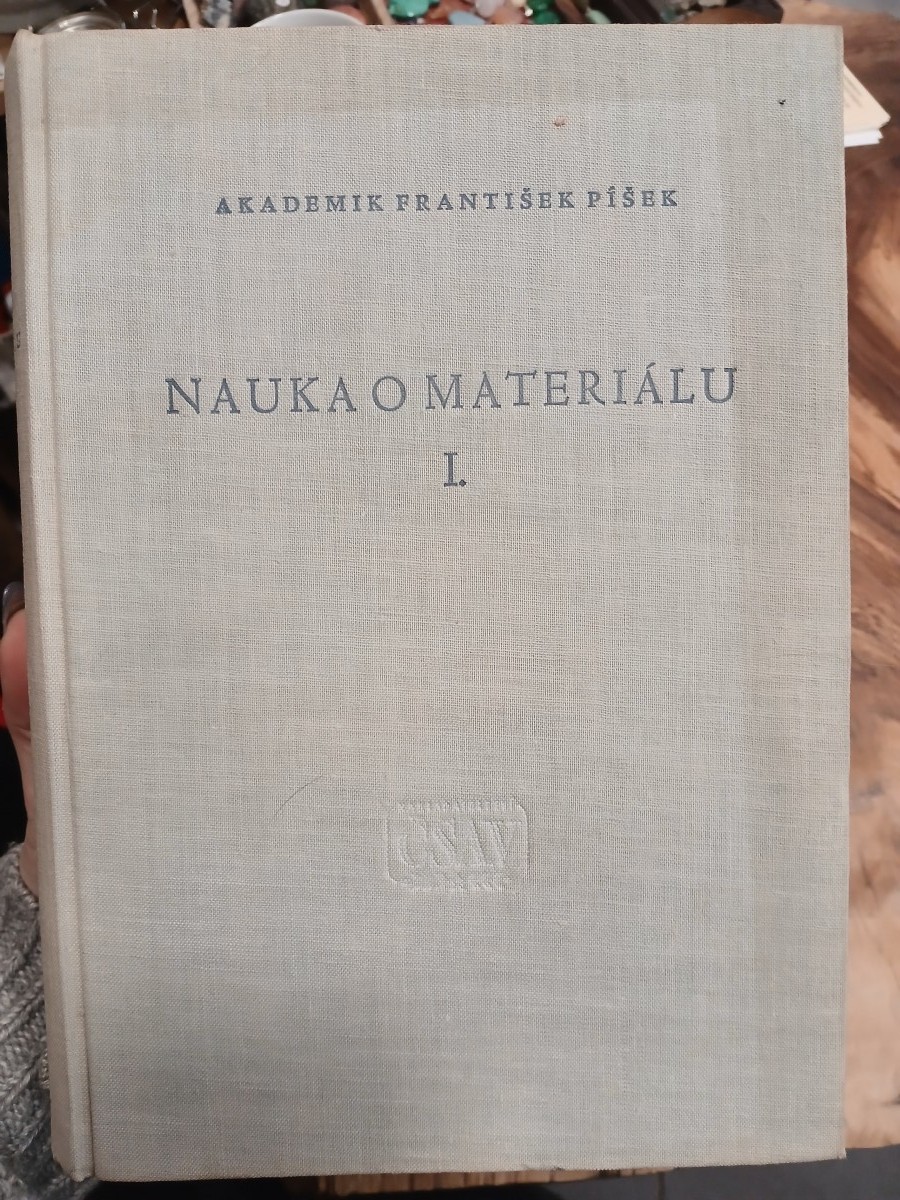 AKADEMIK FRANTIŠEK PÍŠEK
NAUKA O MATERIÁLU
I.
ČSAV